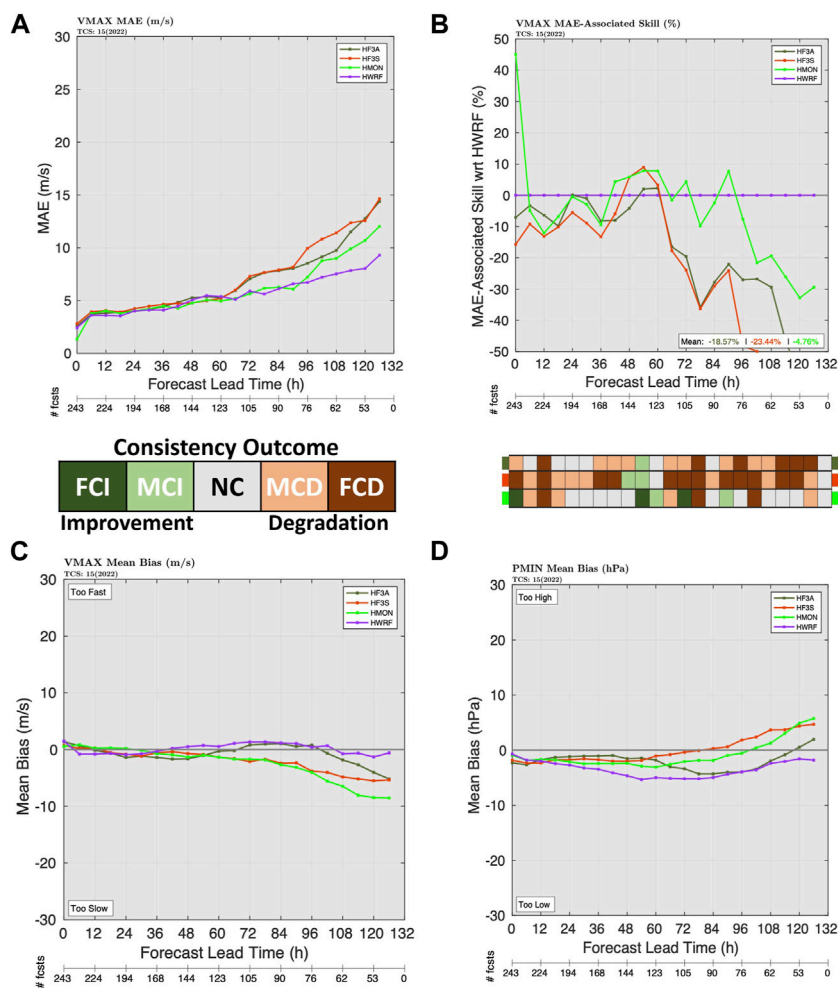 A
VMAX MAE (m/s)
TCS: 15(2022)
30
25
20
15
10
5
0
MAE (m/s)
HF3A
HF3S
HMON
HWRF
0 12 24 36 48 60 72 84 96 108 120 132
Forecast Lead Time (h)
# fcsts
243 224 194 168 144 123 105 90 76 62 53 0
B
VMAX MAE-Associated Skill (%)
TCS: 15(2022)
50
40
30
20
10
0
-10
-20
-30
-40
-50
MAE-Associated Skill wrt HWRF (%)
HF3A
HF3S
HMON
HWRF
Mean: -18.57% I -23.44% I -4.76%
0 12 24 36 48 60 72 84 96 108 120 132
Forecast Lead Time (h)
# fcsts
243 224 194 168 144 123 105 90 76 62 53 0
Consistency Outcome
FCI MCI NC MCD FCD
Improvement Degradation
C
VMAX Mean Bias (m/s)
TCS: 15(2022)
30
20
10
0
-10
-20
-30
Mean Bias (m/s)
Too Fast
HF3A
HF3S
HMON
HWRF
Too Slow
0 12 24 36 48 60 72 84 96 108 120 132
Forecast Lead Time (h)
# fcsts
243 224 194 168 144 123 105 90 76 62 53 0
D
PMIN Mean Bias (hPa)
TCS: 15(2022)
30
20
10
0
-10
-20
-30
Mean Bias (hPa)
Too High
HF3A
HF3S
HMON
HWRF
Too Low
0 12 24 36 48 60 72 84 96 108 120 132
Forecast Lead Time (h)
# fcsts
243 224 194 168 144 123 105 90 76 62 53 0